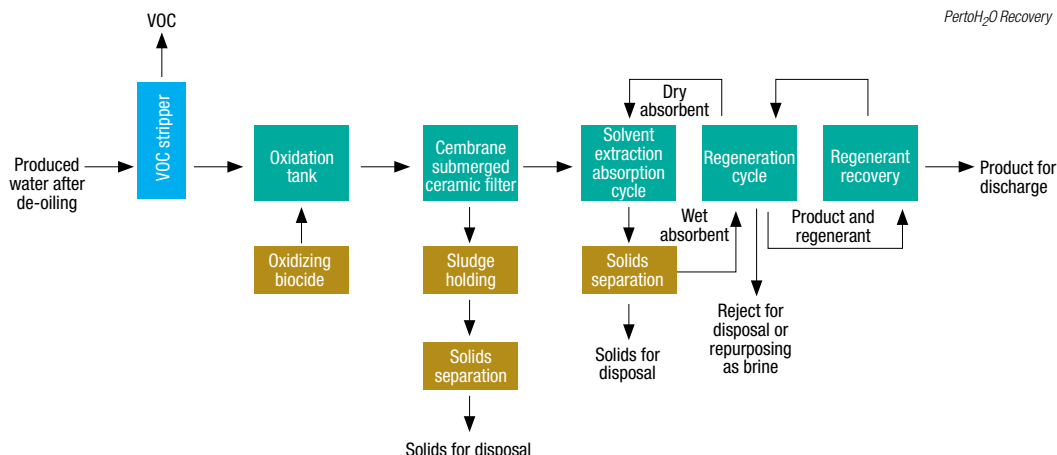 PertoH₂O Recovery
VOC
VOC stripper
Produced
water after
de-oiling
Oxidation
tank
Oxidizing
biocide
Cembrane
submerged
ceramic filter
Sludge
holding
Solids
separation
Solids for disposal
Dry
absorbent
Solvent
extraction
absorption
cycle
Solids
separation
Solids for
disposal
Wet
absorbent
Regeneration
cycle
Reject for
disposal or
repurposing
as brine
Product and
regenerant
Regenerant
recovery
Product for
discharge